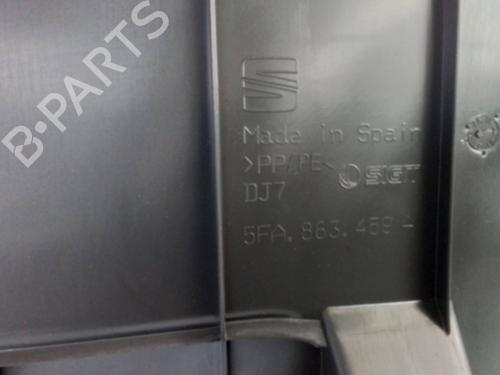 B-PARTS
Made in Spain
>PP/PE<
SIGIT
DJ7
5FA.863.459-